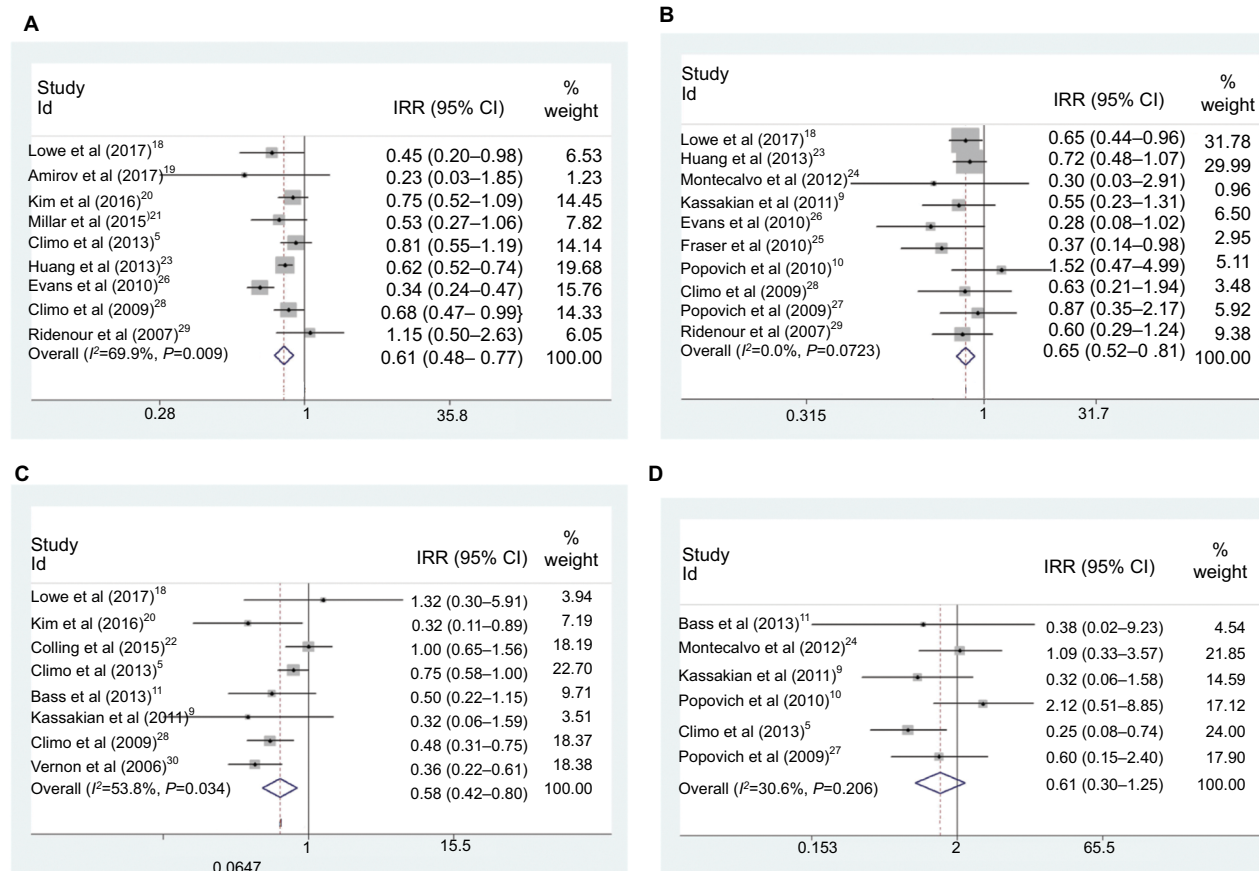 A
Study
Id
IRR (95% CI)
%
weight
Lowe et al (2017)18 0.45 (0.20–0.98) 6.53
Amirov et al (2017)19 0.23 (0.03–1.85) 1.23
Kim et al (2016)20 0.75 (0.52–1.09) 14.45
Millar et al (2015)21 0.53 (0.27–1.06) 7.82
Climo et al (2013)5 0.81 (0.55–1.19) 14.14
Huang et al (2013)23 0.62 (0.52–0.74) 19.68
Evans et al (2010)26 0.34 (0.24–0.47) 15.76
Climo et al (2009)28 0.68 (0.47– 0.99} 14.33
Ridenour et al (2007)29 1.15 (0.50–2.63) 6.05
Overall (I2=69.9%, P=0.009) 0.61 (0.48– 0.77) 100.00
0.28 1 35.8
B
Study
Id
IRR (95% CI)
%
weight
Lowe et al (2017)18 0.65 (0.44–0.96) 31.78
Huang et al (2013)23 0.72 (0.48–1.07) 29.99
Montecalvo et al (2012)24 0.30 (0.03–2.91) 0.96
Kassakian et al (2011)9 0.55 (0.23–1.31) 6.50
Evans et al (2010)26 0.28 (0.08–1.02) 2.95
Fraser et al (2010)25 0.37 (0.14–0.98) 5.11
Popovich et al (2010)10 1.52 (0.47–4.99) 3.48
Climo et al (2009)28 0.63 (0.21–1.94) 5.92
Popovich et al (2009)27 0.87 (0.35–2.17) 9.38
Ridenour et al (2007)29 0.60 (0.29–1.24)
Overall (I2=0.0%, P=0.0723) 0.65 (0.52–0 .81) 100.00
0.315 1 31.7
C
Study
Id
IRR (95% CI)
%
weight
Lowe et al (2017)18 1.32 (0.30–5.91) 3.94
Kim et al (2016)20 0.32 (0.11–0.89) 7.19
Colling et al (2015)22 1.00 (0.65–1.56) 18.19
Climo et al (2013)5 0.75 (0.58–1.00) 22.70
Bass et al (2013)11 0.50 (0.22–1.15) 9.71
Kassakian et al (2011)9 0.32 (0.06–1.59) 3.51
Climo et al (2009)28 0.48 (0.31–0.75) 18.37
Vernon et al (2006)30 0.36 (0.22–0.61) 18.38
Overall (I2=53.8%, P=0.034) 0.58 (0.42–0.80) 100.00
0.0647 1 15.5
D
Study
Id
IRR (95% CI)
%
weight
Bass et al (2013)11 0.38 (0.02–9.23) 4.54
Montecalvo et al (2012)24 1.09 (0.33–3.57) 21.85
Kassakian et al (2011)9 0.32 (0.06–1.58) 14.59
Popovich et al (2010)10 2.12 (0.51–8.85) 17.12
Climo et al (2013)5 0.25 (0.08–0.74) 24.00
Popovich et al (2009)27 0.60 (0.15–2.40) 17.90
Overall (I2=30.6%, P=0.206) 0.61 (0.30–1.25) 100.00
0.153 2 65.5